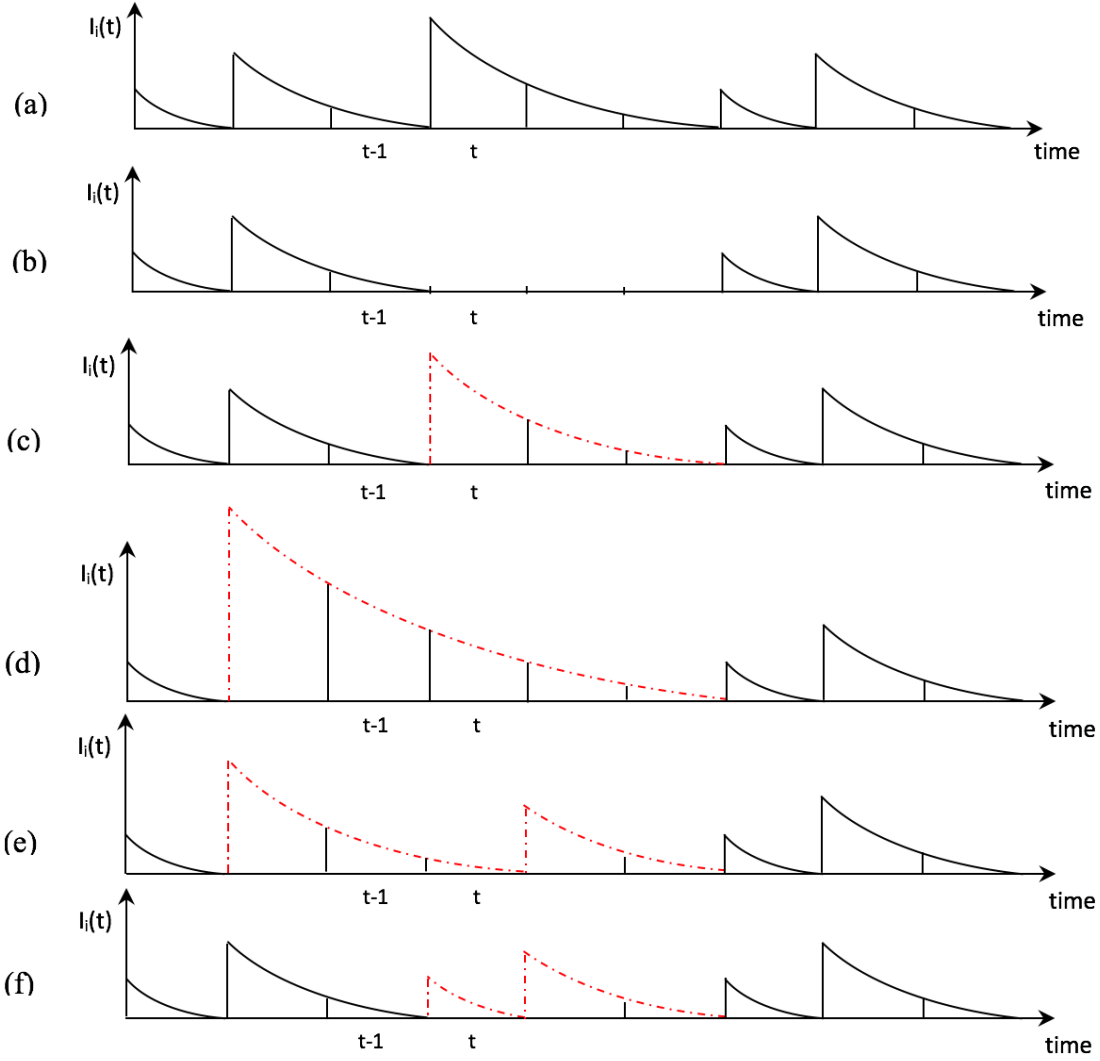 Iᵢ(t)
(a)
t-1 t time
Iᵢ(t)
(b)
t-1 t time
Iᵢ(t)
(c)
t-1 t time
Iᵢ(t)
(d)
t-1 t time
Iᵢ(t)
(e)
t-1 t time
Iᵢ(t)
(f)
t-1 t time